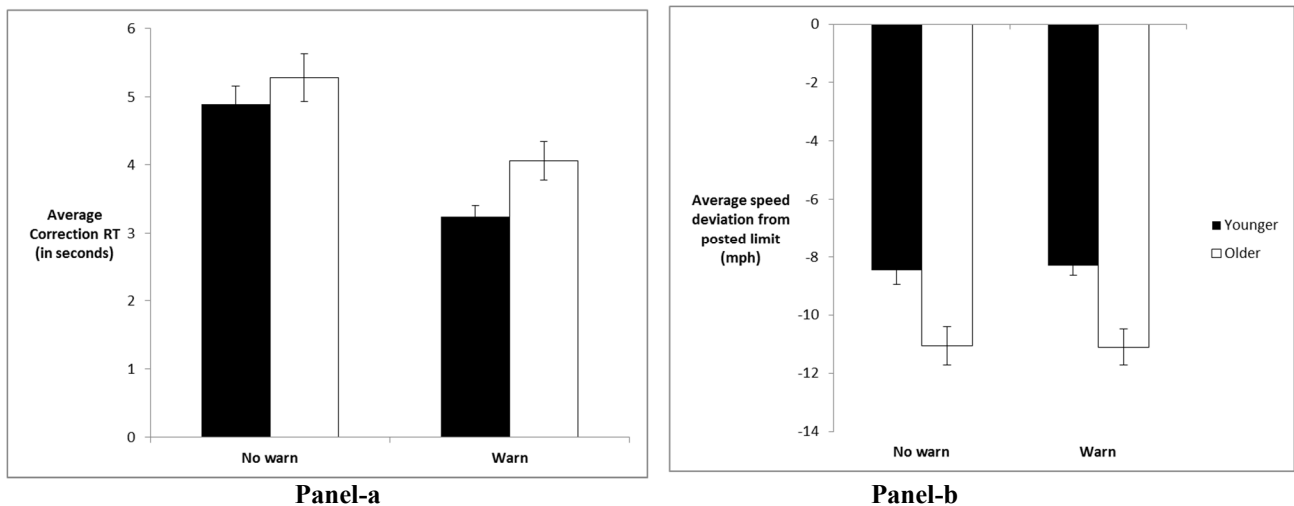 6
5
4
3
2
1
0
Average
Correction RT
(in seconds)
No warn
Warn
Panel-a
0
-2
-4
-6
-8
-10
-12
-14
Average speed
deviation from
posted limit
(mph)
No warn
Warn
Younger
Older
Panel-b